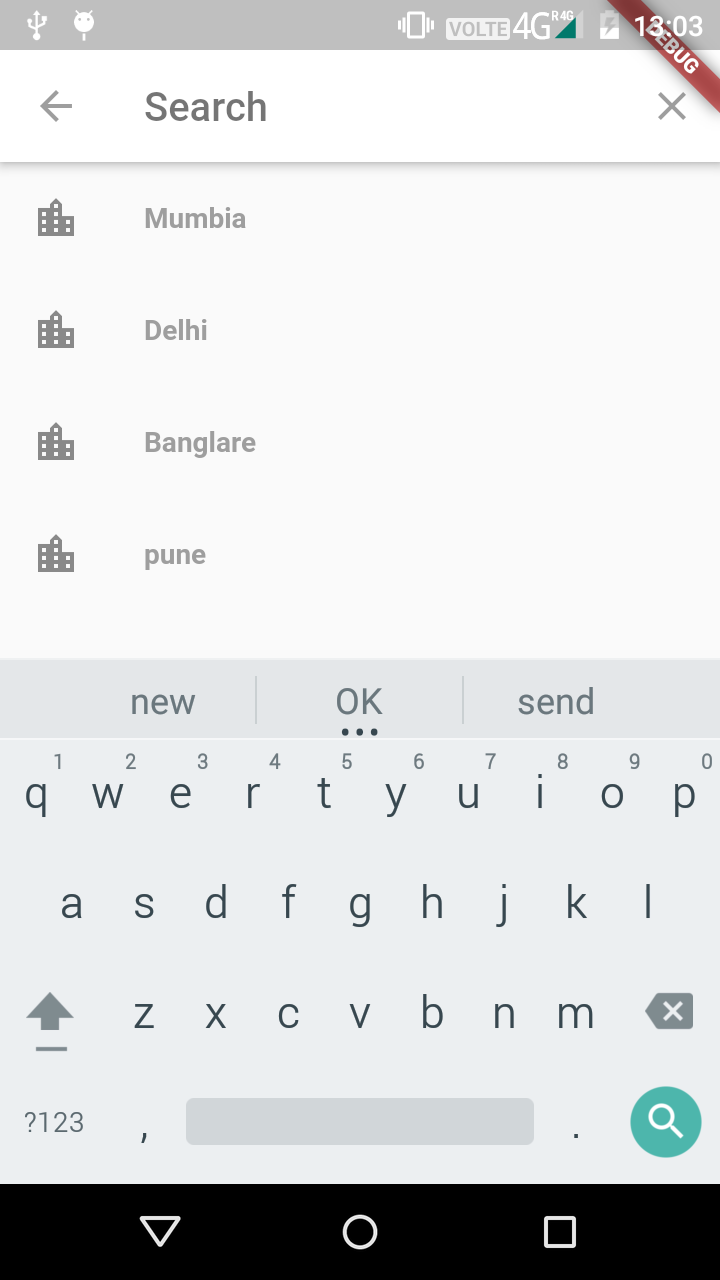 VOLTE 4G R4G 13:03
DEBUG
Search
Mumbia
Delhi
Banglare
pune
new OK send
1 2 3 4 5 6 7 8 9 0
q w e r t y u i o p
a s d f g h j k l
z x c v b n m
?123 , .